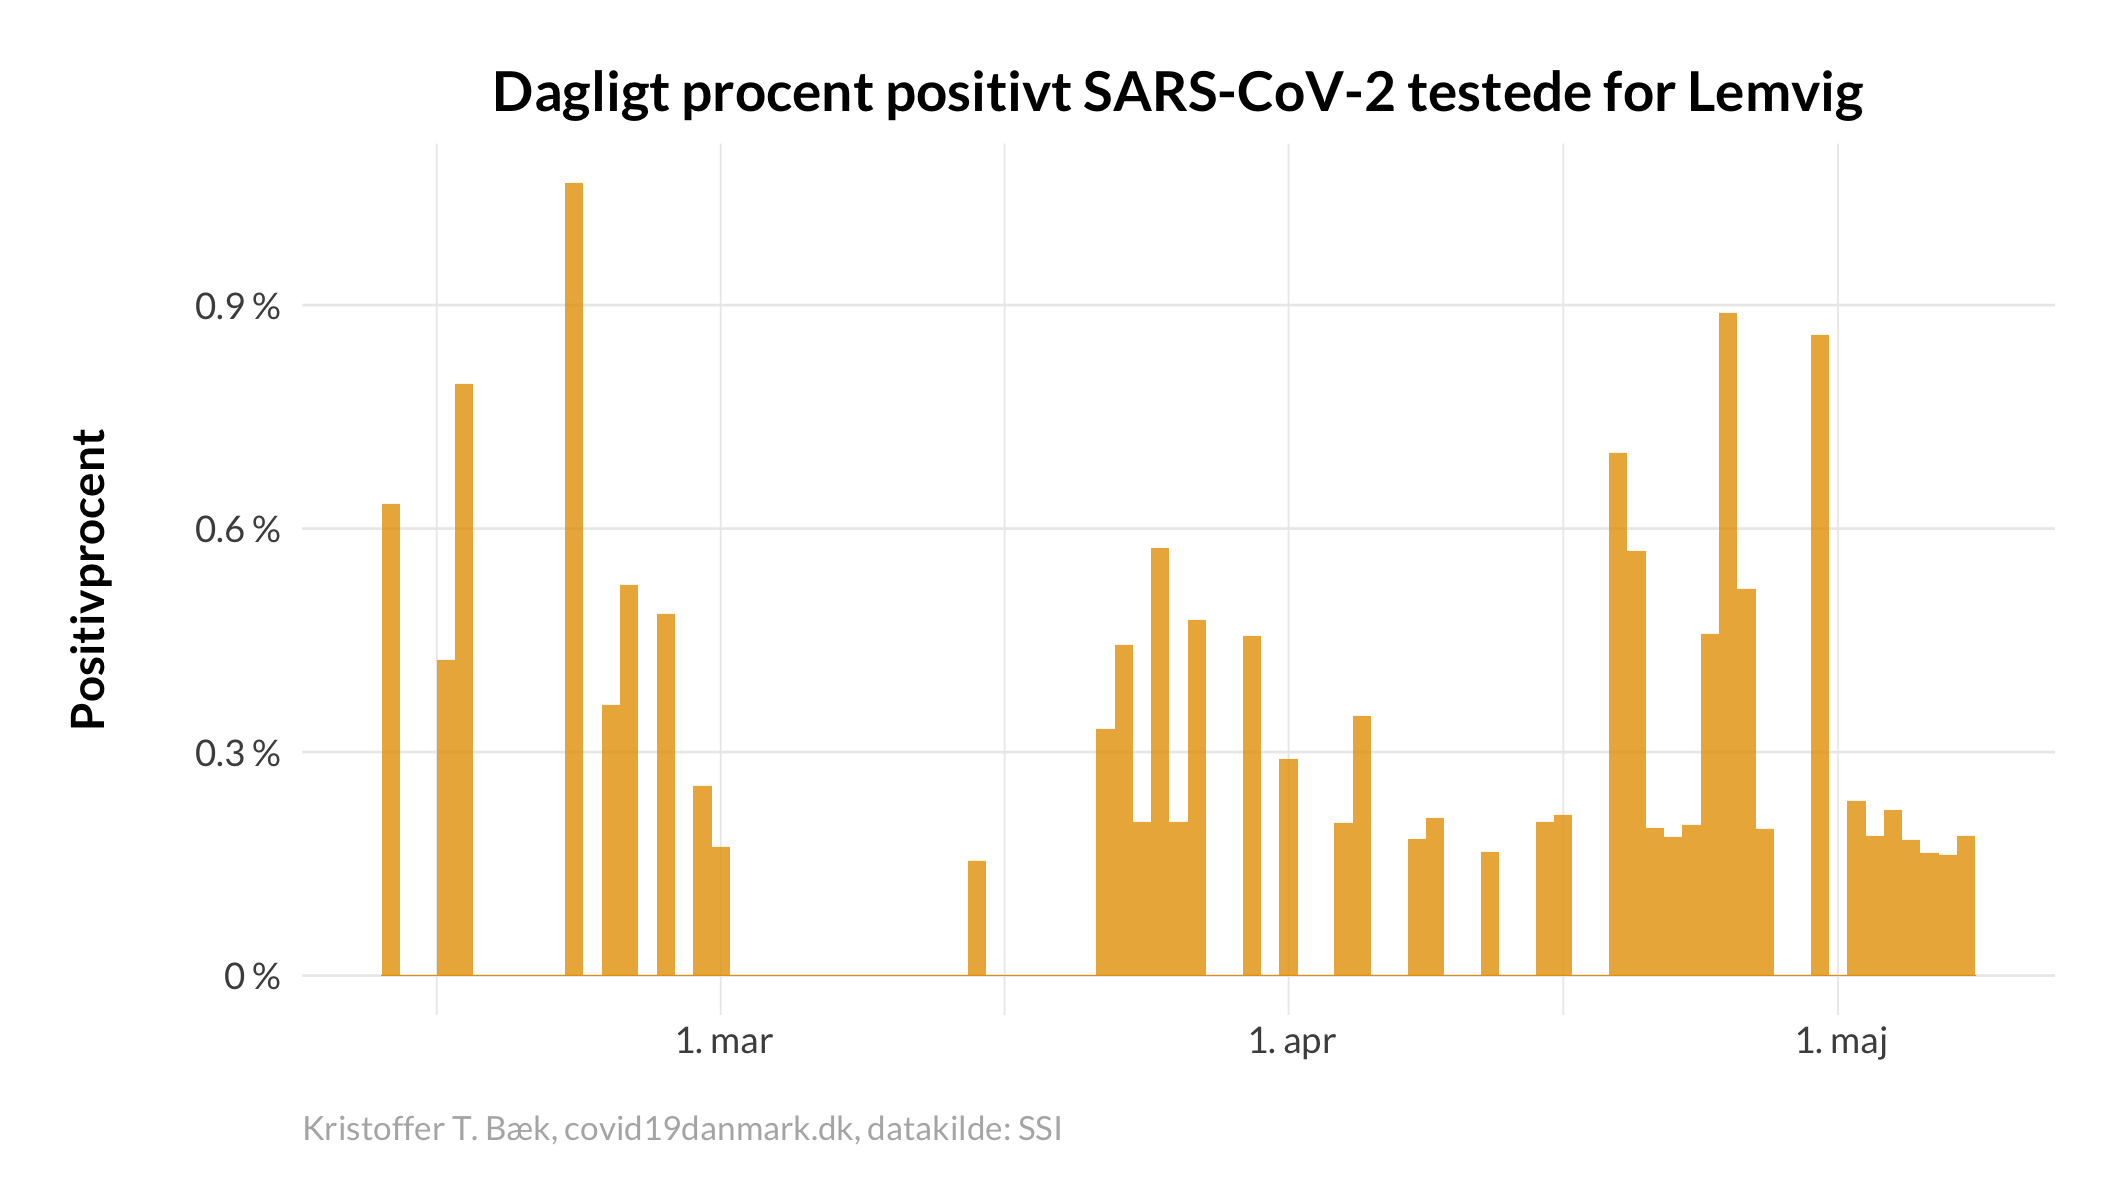 Dagligt procent positivt SARS-CoV-2 testede for Lemvig
Positivprocent
0.9 %
0.6 %
0.3 %
0 %
1. mar
1. apr
1. maj
Kristoffer T. Bæk, covid19danmark.dk, datakilde: SSI